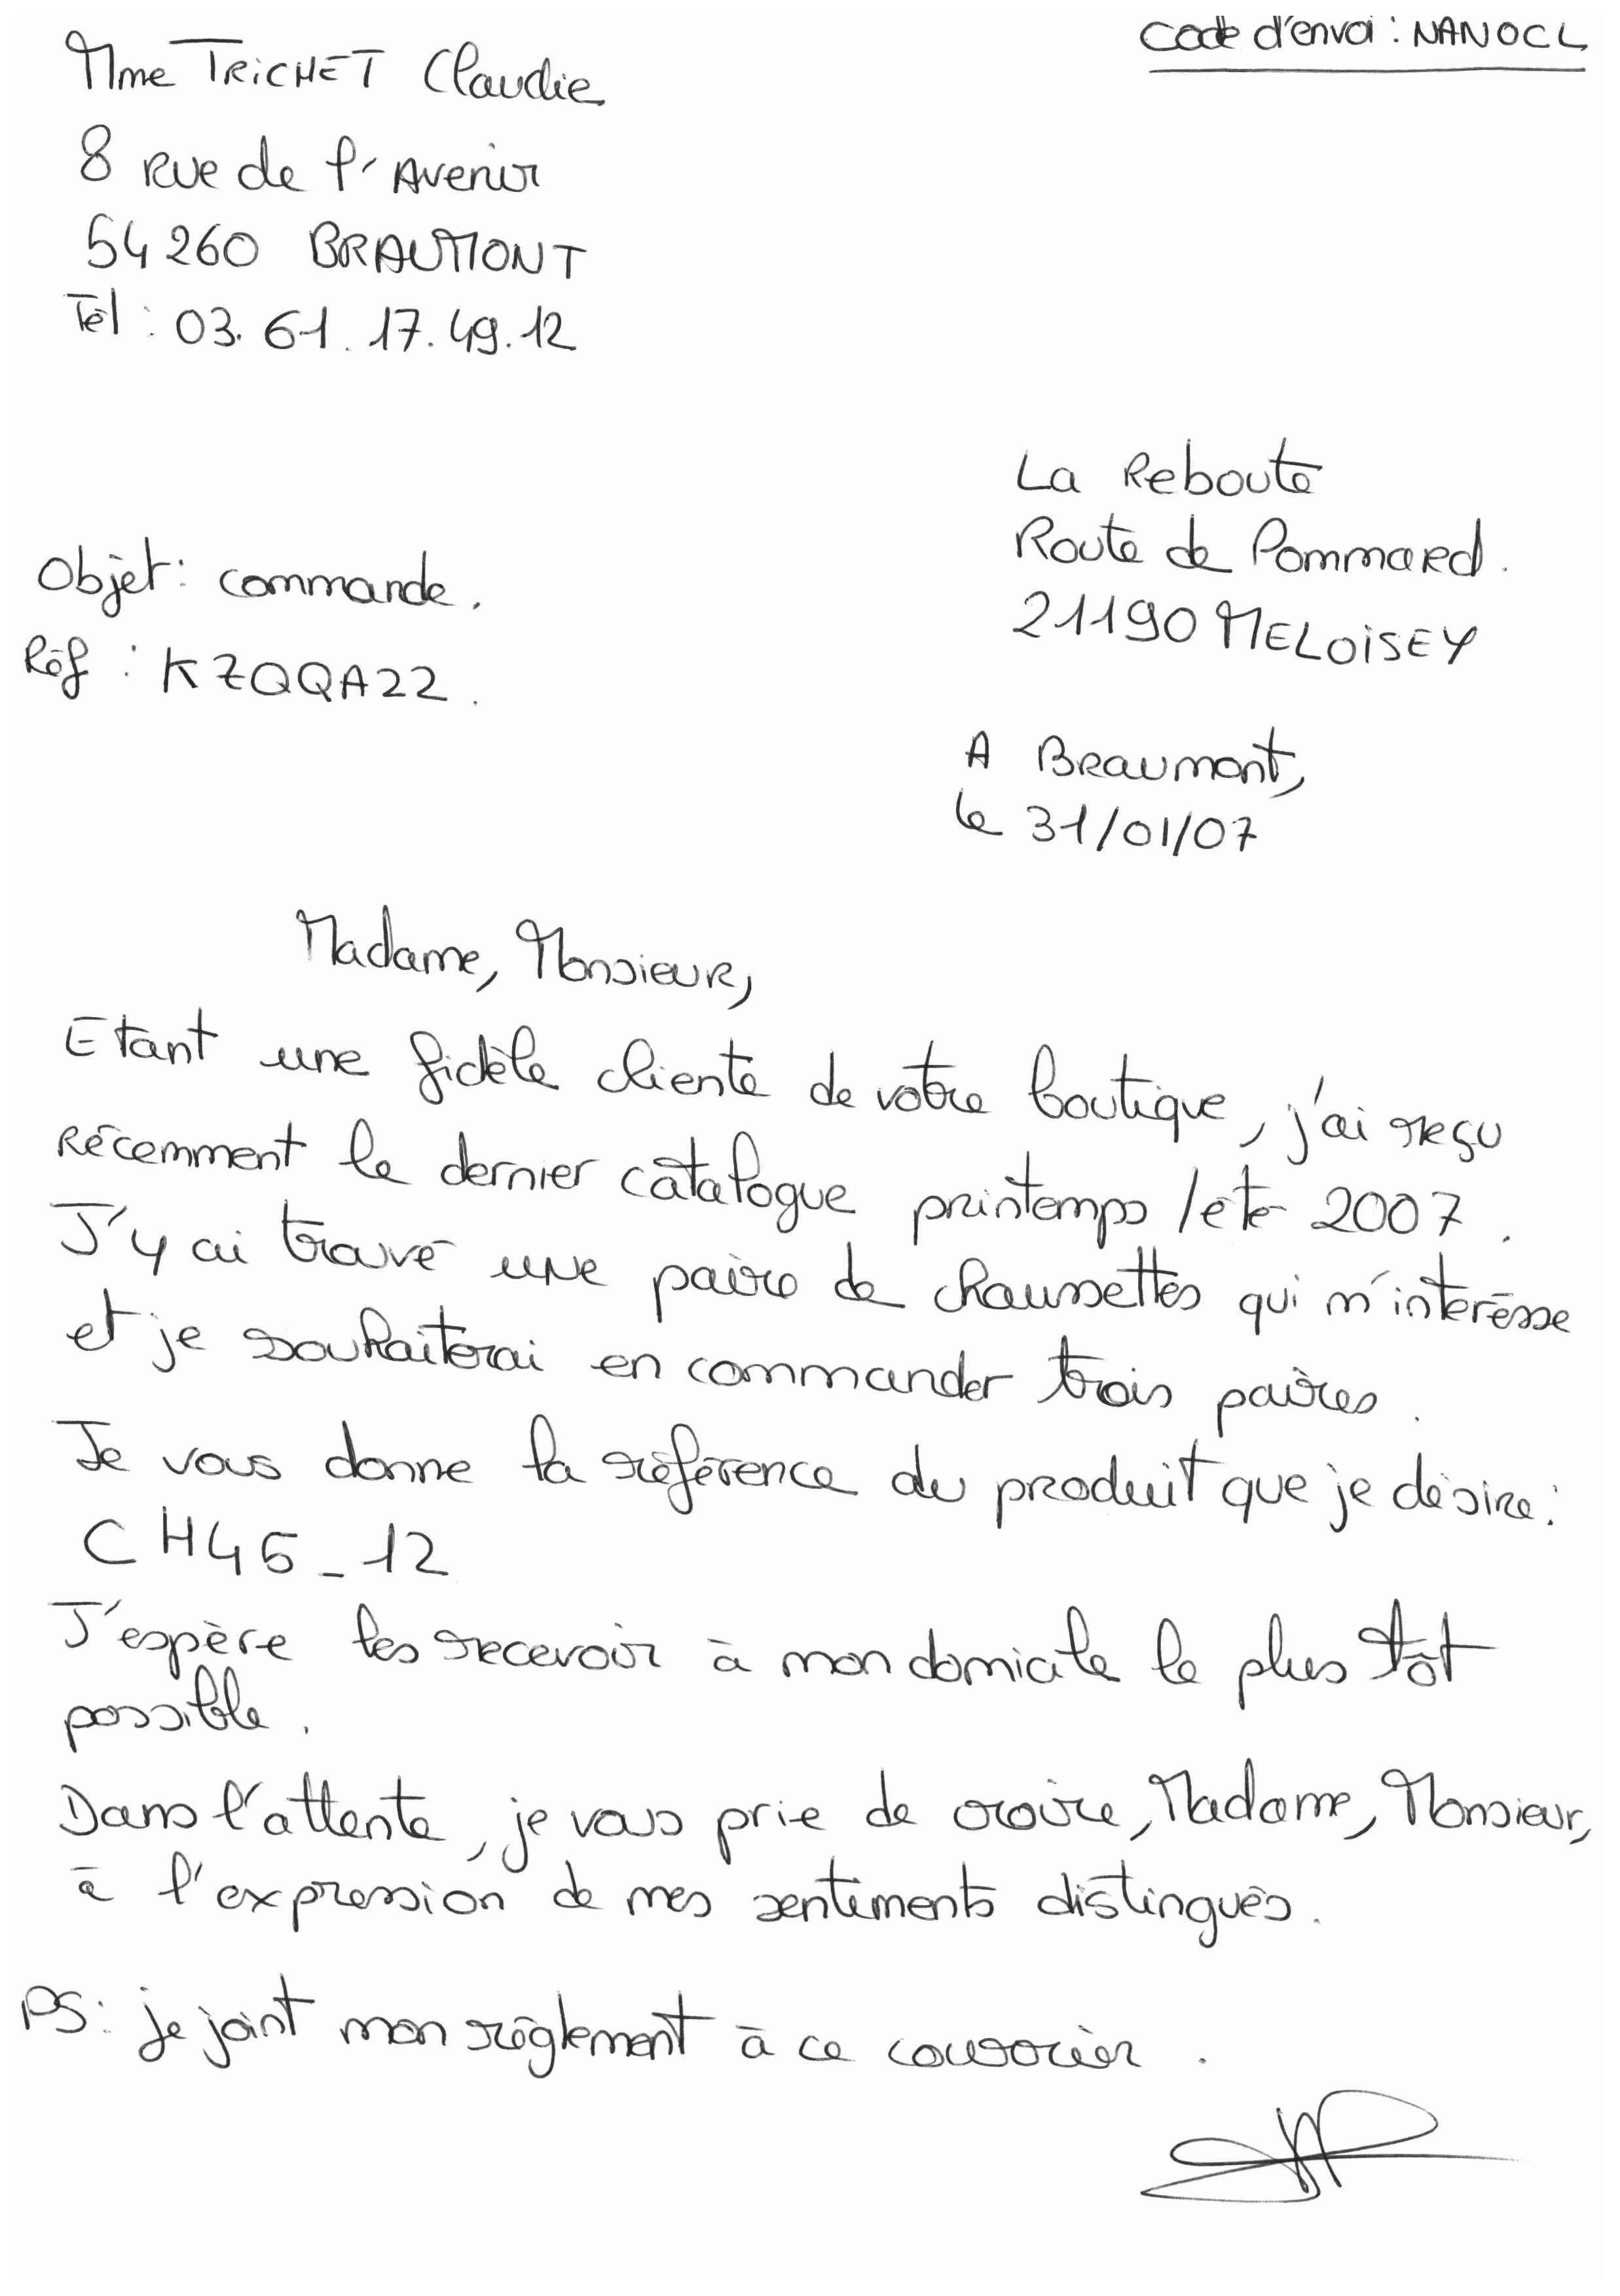 Code d'envoi : NANOCL
Mme TRICHET Claudie
8 rue de l'Avenir
54260 BRAUMONT
Tél : 03.61.17.49.12
La Reboute
Route de Pommard.
21190 MELOISEY
Objet : commande.
Réf : KZQQA22.
A Braumont,
le 31/01/07
Madame, Monsieur,
Etant une fidèle cliente de votre boutique, j'ai reçu
récemment le dernier catalogue printemps/été 2007.
J'y ai trouvé une paire de chaussettes qui m'intéresse
et je souhaiterai en commander trois paires.
Je vous donne la référence du produit que je désire :
CH45_12
J'espère les recevoir à mon domicile le plus tôt
possible.
Dans l'attente, je vous prie de croire, Madame, Monsieur,
à l'expression de mes sentiments distingués.
PS : je joint mon règlement à ce courrier.